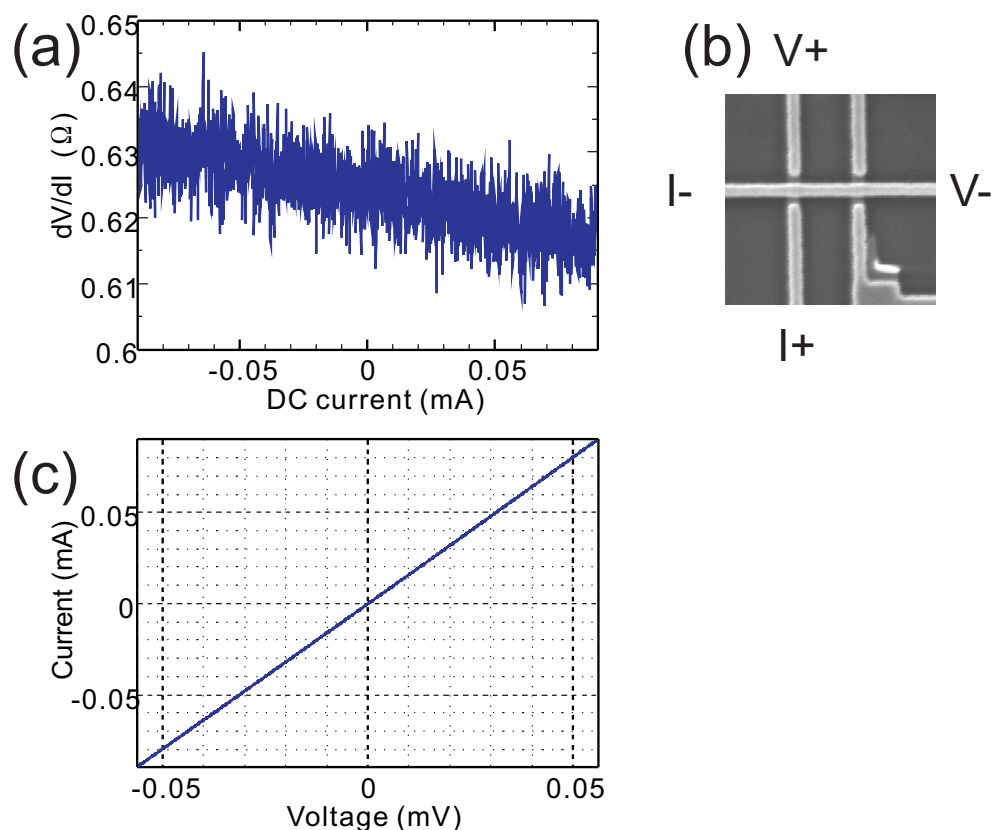 (a)
0.65
0.64
0.63
0.62
0.61
0.6
dV/dI (Ω)
-0.05 0 0.05
DC current (mA)
(b)
V+
I-
V-
I+
(c)
0.05
0
-0.05
Current (mA)
-0.05 0 0.05
Voltage (mV)